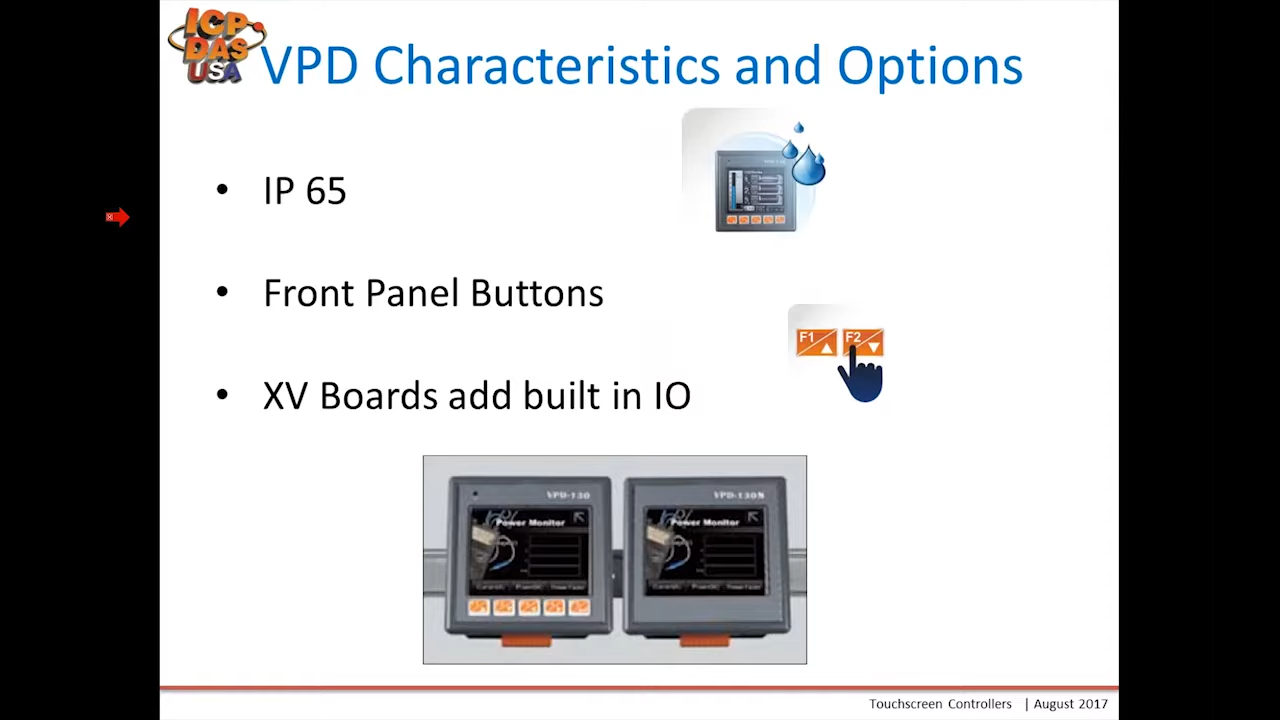 ICP
DAS
USA
VPD Characteristics and Options
• IP 65
• Front Panel Buttons
F1 F2
• XV Boards add built in IO
VPD-130 VPD-130N
Power Monitor Power Monitor
Touchscreen Controllers | August 2017